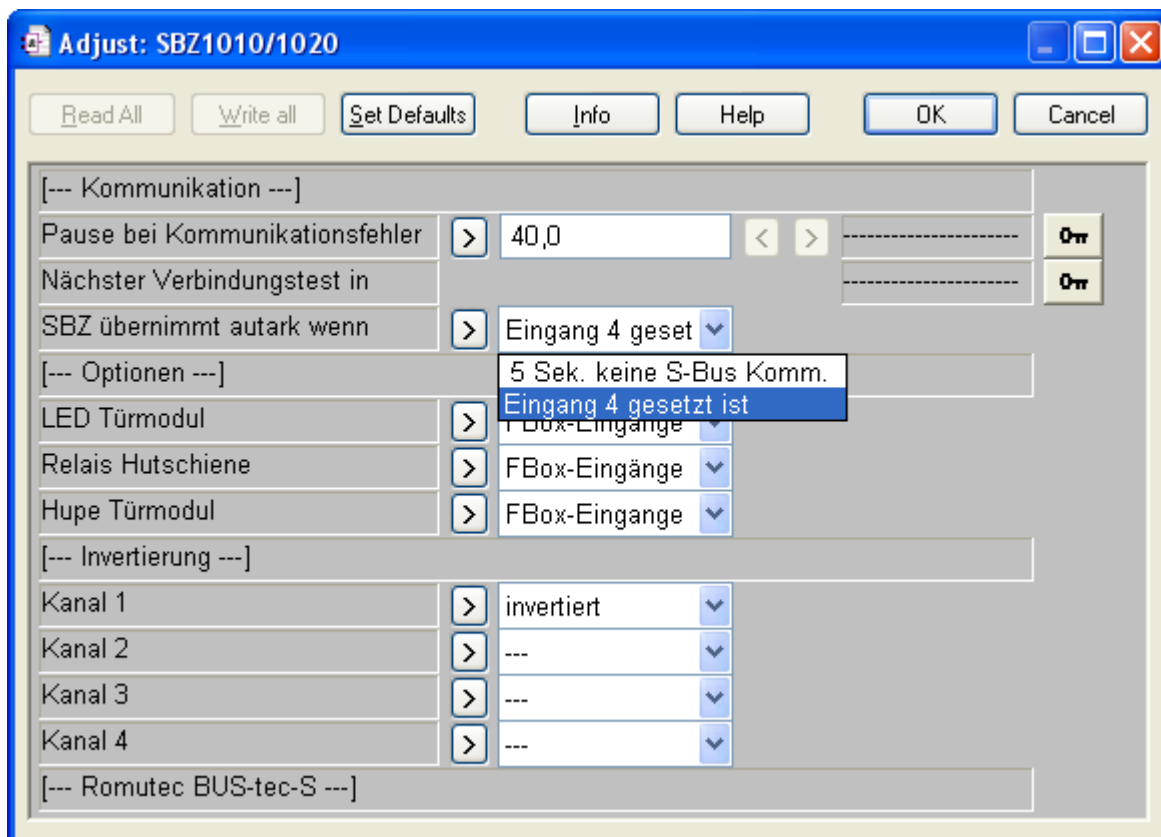 Adjust: SBZ1010/1020
Read All Write all Set Defaults Info Help OK Cancel
[--- Kommunikation ---]
Pause bei Kommunikationsfehler > 40,0 < > ----------------------
Nächster Verbindungstest in ----------------------
SBZ übernimmt autark wenn > Eingang 4 geset
[--- Optionen ---] 5 Sek. keine S-Bus Komm.
Eingang 4 gesetzt ist
LED Türmodul > FBox-Eingänge
Relais Hutschiene > FBox-Eingänge
Hupe Türmodul > FBox-Eingange
[--- Invertierung ---]
Kanal 1 > invertiert
Kanal 2 > ---
Kanal 3 > ---
Kanal 4 > ---
[--- Romutec BUS-tec-S ---]